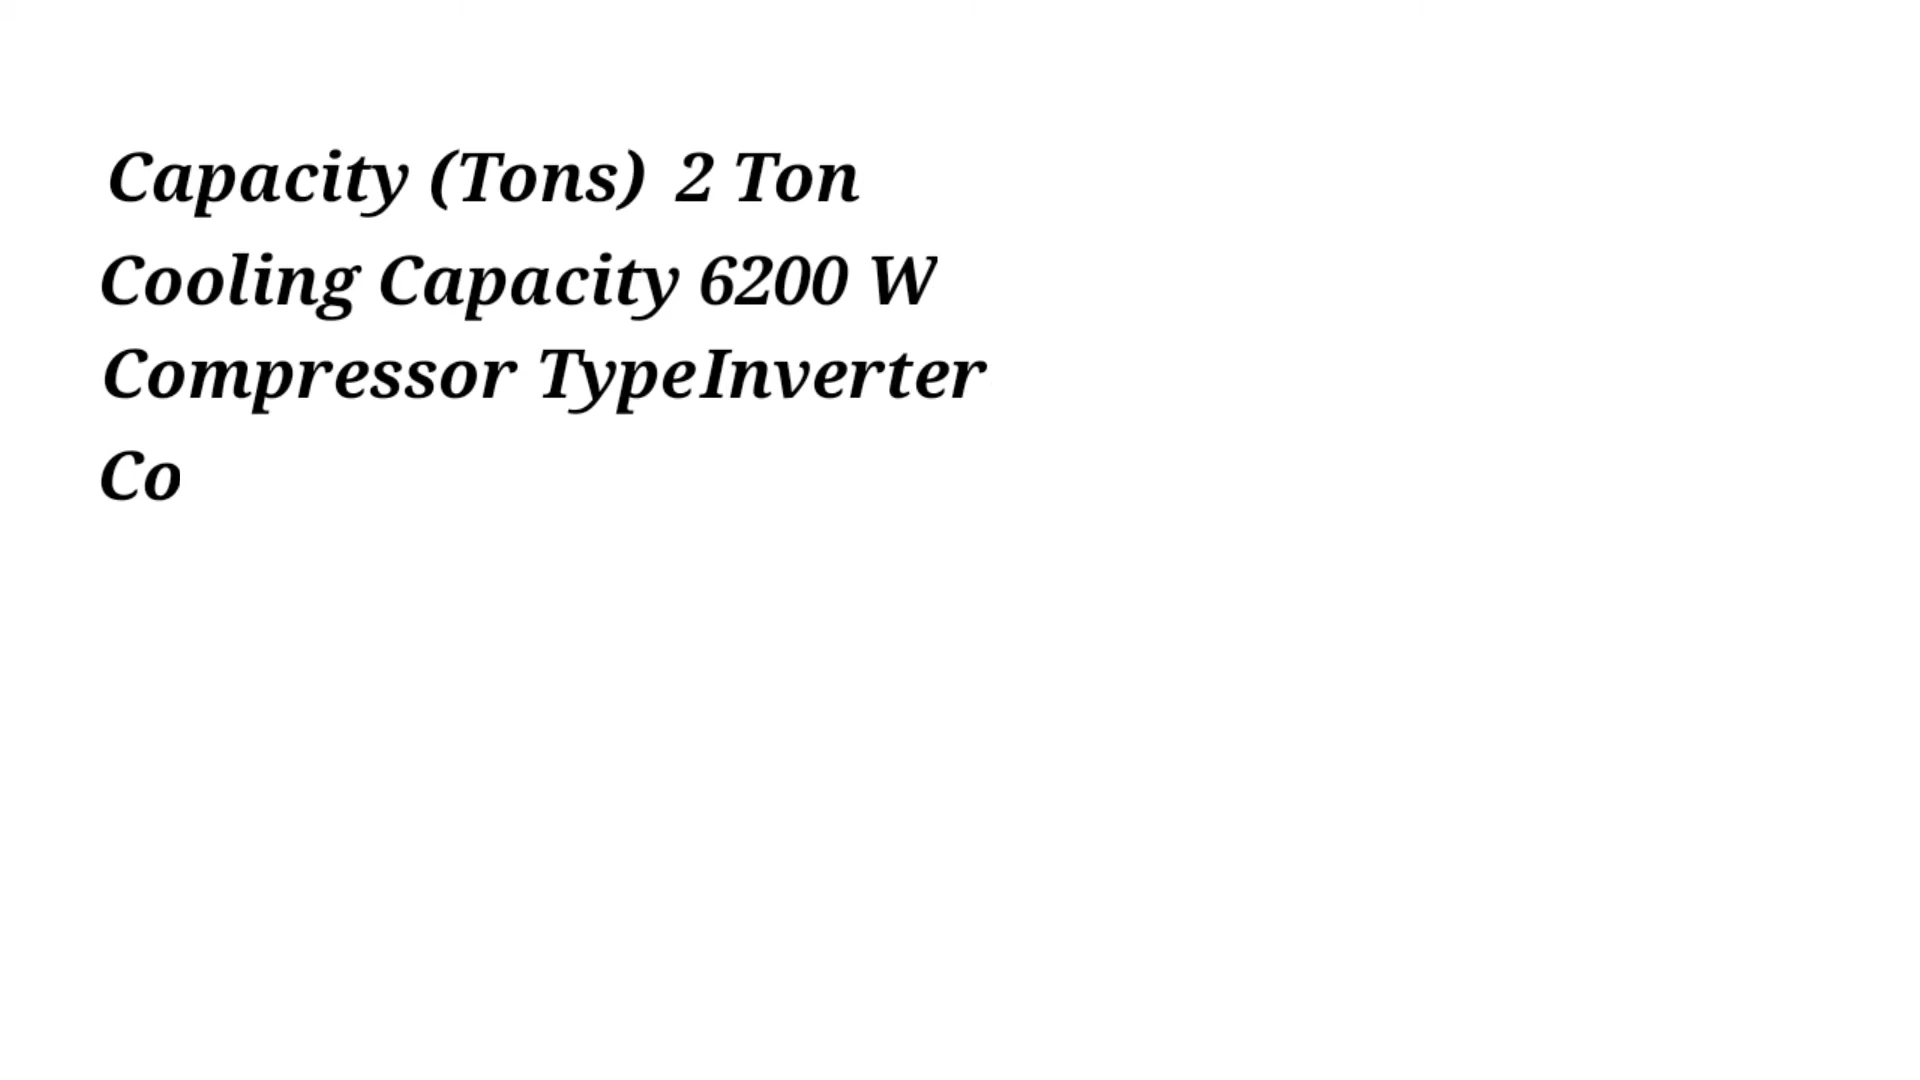 Capacity (Tons) 2 Ton
Cooling Capacity 6200 W
Compressor TypeInverter
Co